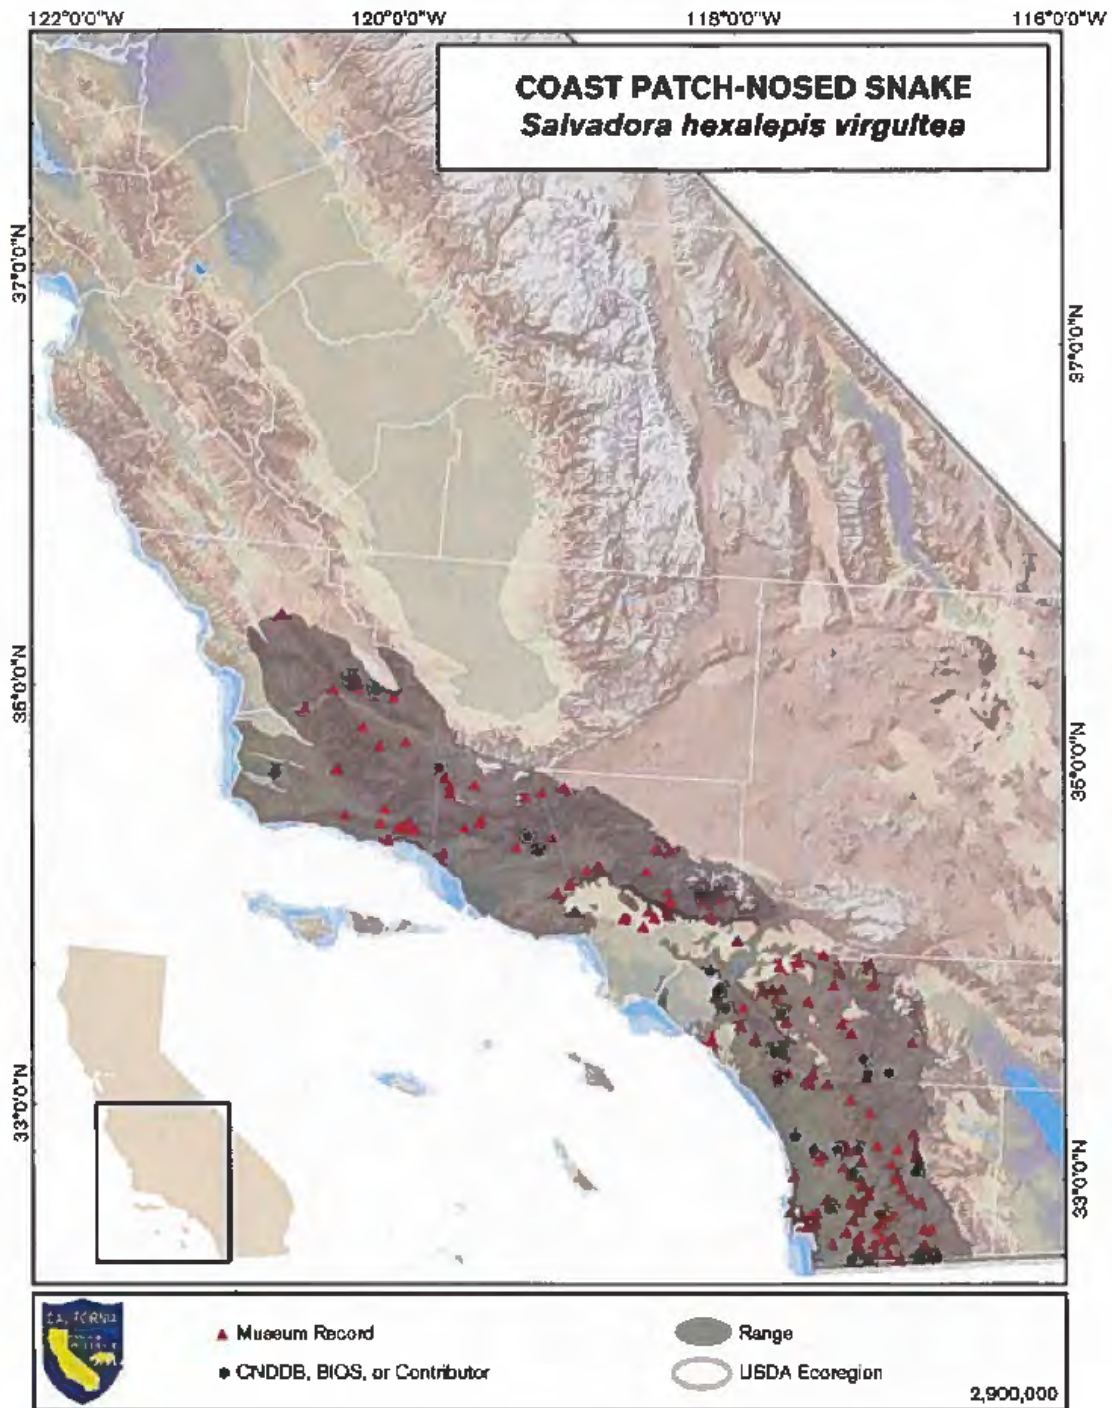 122°0'0"W
120°0'0"W
118°0'0"W
116°0'0"W
COAST PATCH-NOSED SNAKE
Salvadora hexalepis virgultea
37°0'0"N
37°0'0"N
35°0'0"N
35°0'0"N
33°0'0"N
33°0'0"N
CALIFORNIA
Museum Record
Range
CNDDB, BIOS, or Contributor
USDA Ecoregion
2,900,000